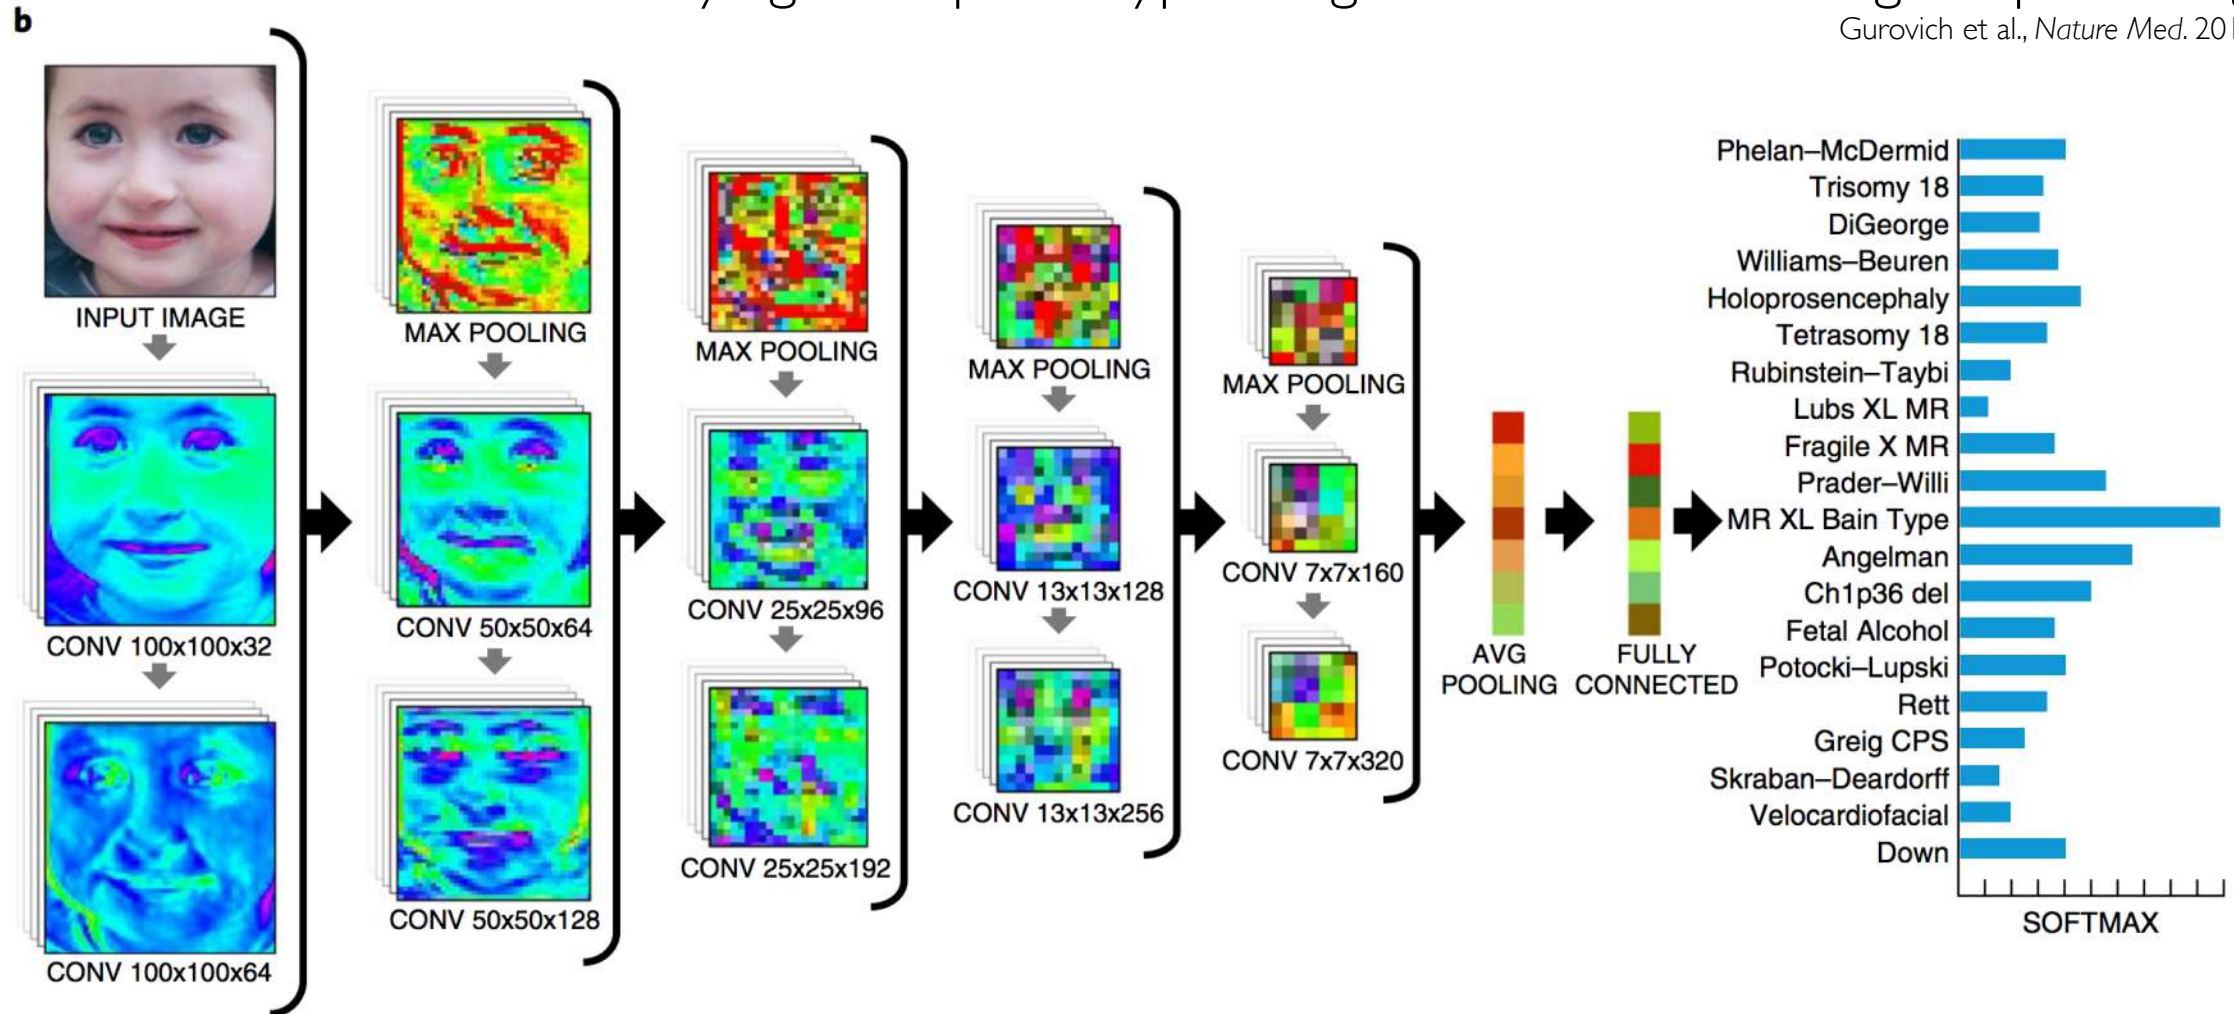 b
Gurovich et al., Nature Med. 20
INPUT IMAGE
CONV 100x100x32
CONV 100x100x64
MAX POOLING
CONV 50x50x64
CONV 50x50x128
MAX POOLING
CONV 25x25x96
CONV 25x25x192
MAX POOLING
CONV 13x13x128
CONV 13x13x256
MAX POOLING
CONV 7x7x160
CONV 7x7x320
AVG
POOLING
FULLY
CONNECTED
Phelan–McDermid
Trisomy 18
DiGeorge
Williams–Beuren
Holoprosencephaly
Tetrasomy 18
Rubinstein–Taybi
Lubs XL MR
Fragile X MR
Prader–Willi
MR XL Bain Type
Angelman
Ch1p36 del
Fetal Alcohol
Potocki–Lupski
Rett
Greig CPS
Skraban–Deardorff
Velocardiofacial
Down
SOFTMAX